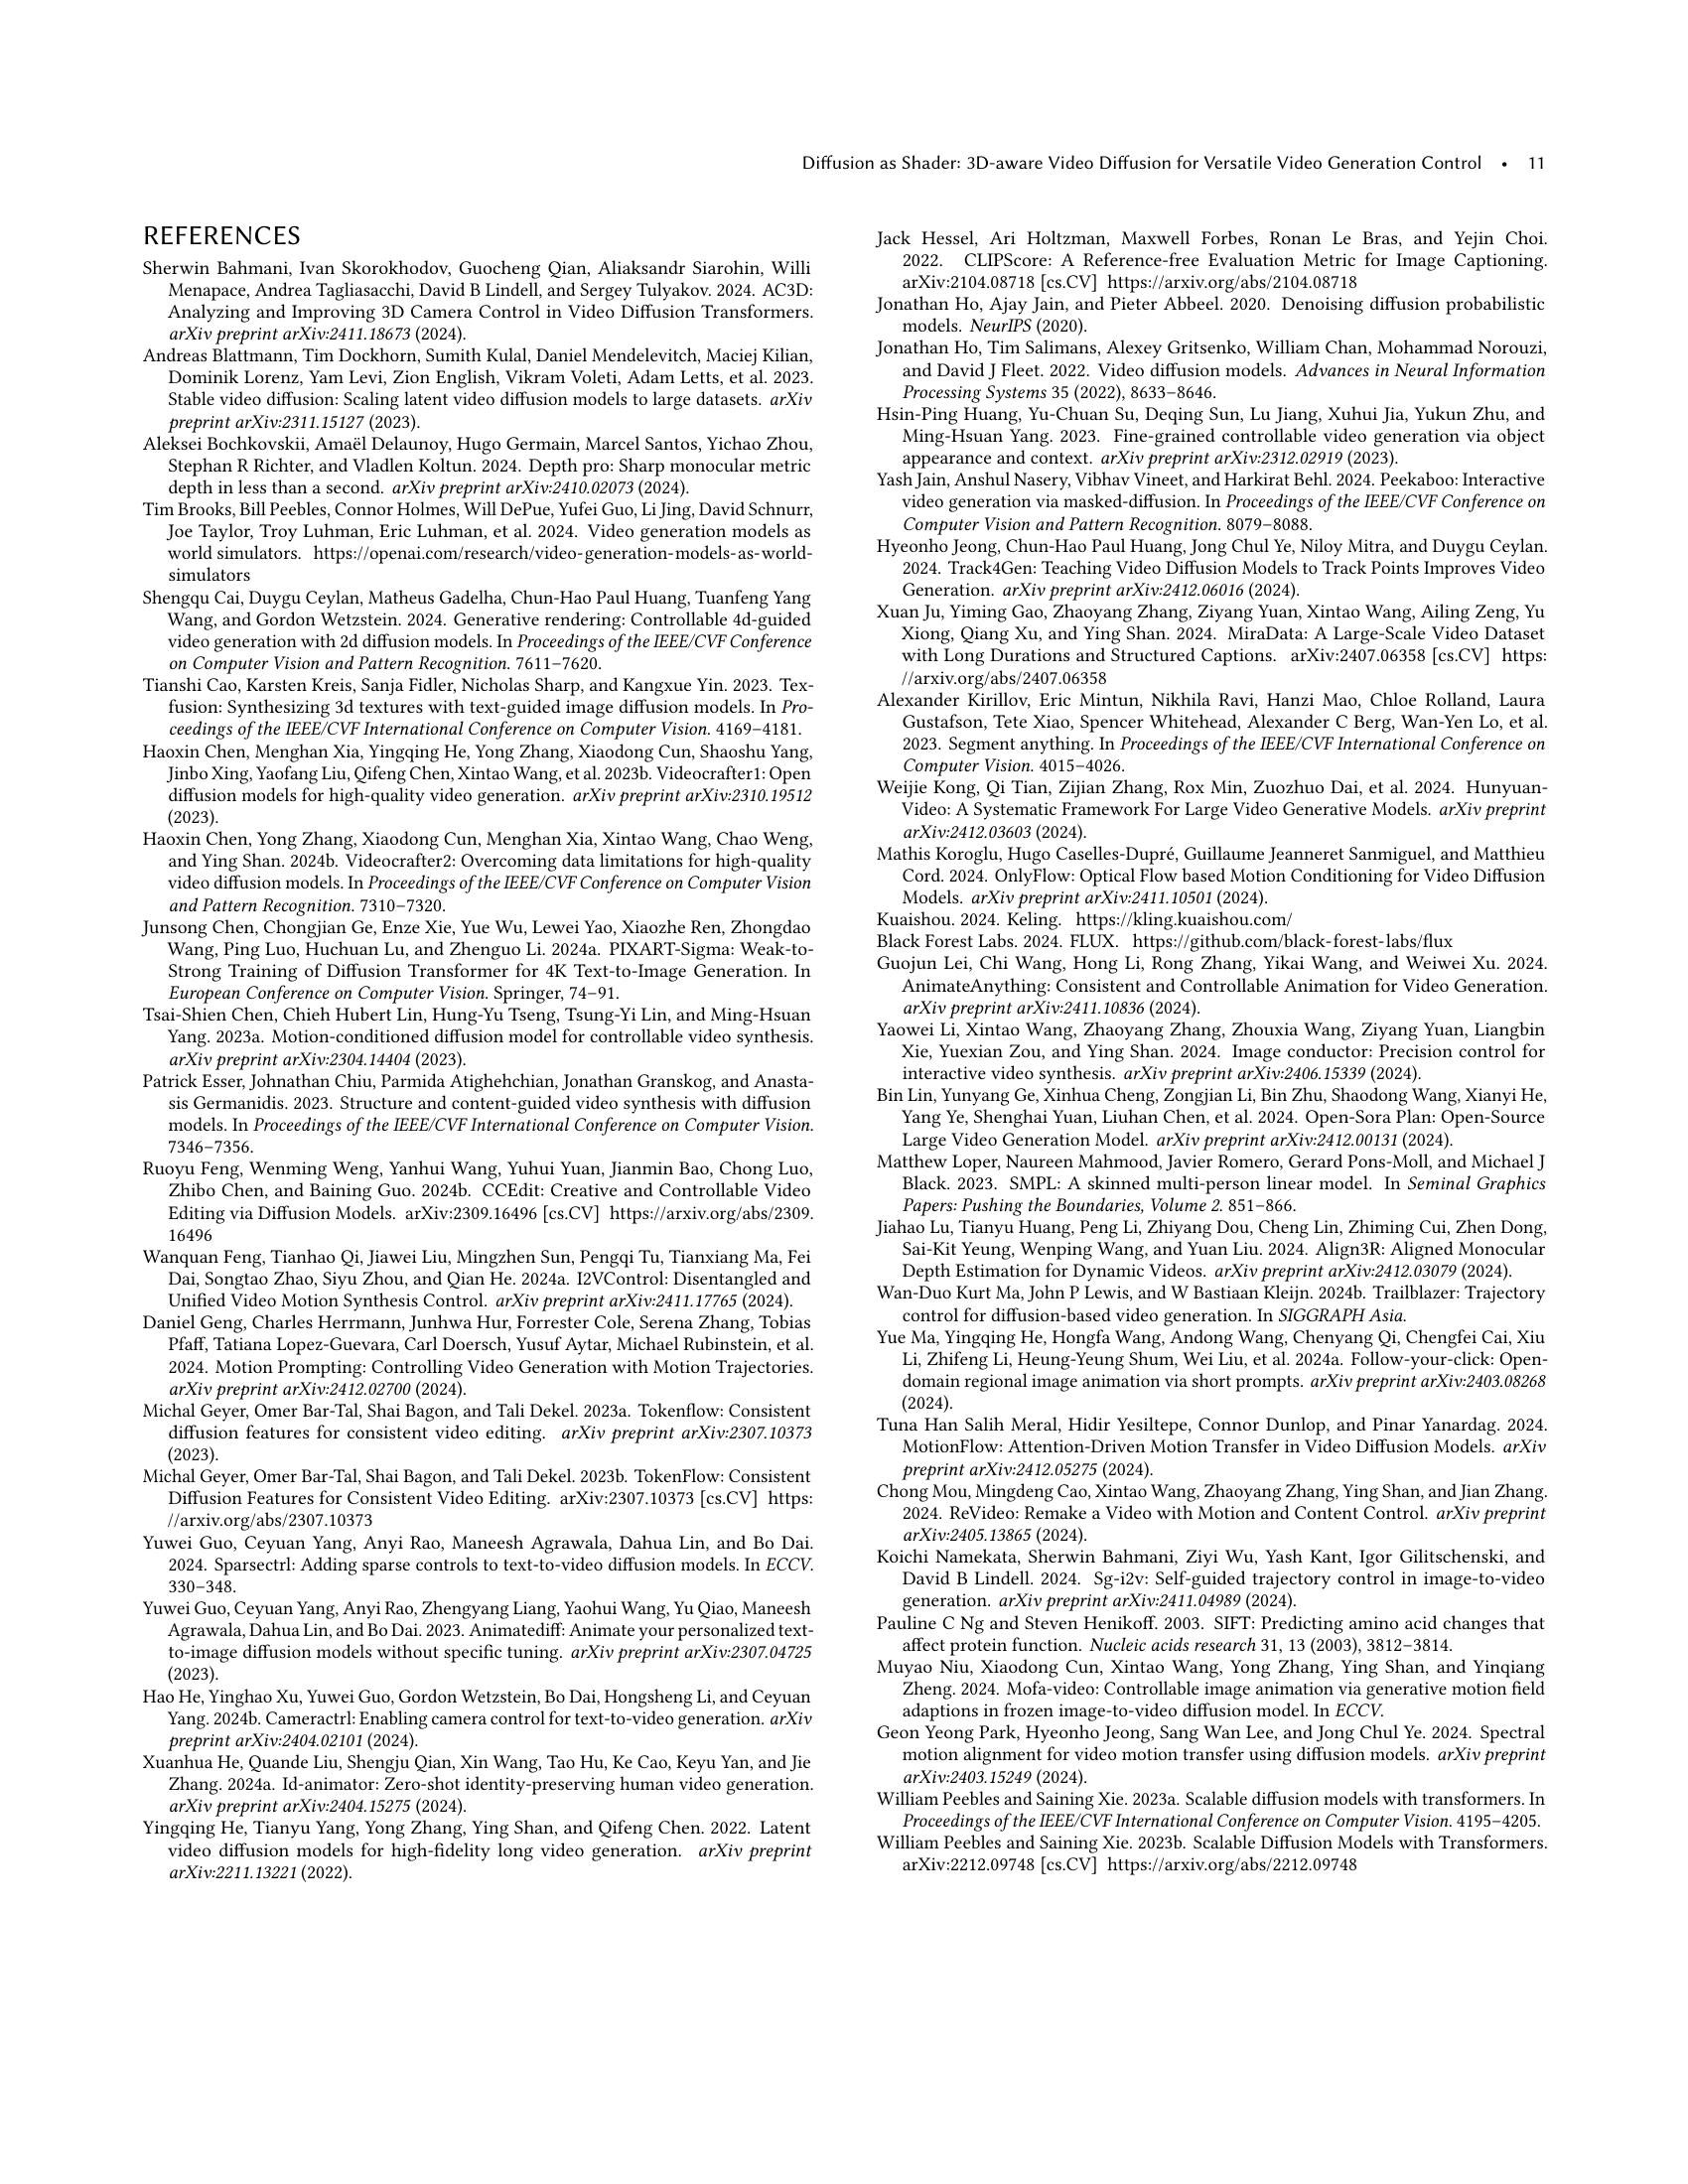 Diffusion as Shader: 3D-aware Video Diffusion for Versatile Video Generation Control • 11
REFERENCES
Sherwin Bahmani, Ivan Skorokhodov, Guocheng Qian, Aliaksandr Siarohin, Willi
Menapace, Andrea Tagliasacchi, David B Lindell, and Sergey Tulyakov. 2024. AC3D:
Analyzing and Improving 3D Camera Control in Video Diffusion Transformers.
arXiv preprint arXiv:2411.18673 (2024).
Andreas Blattmann, Tim Dockhorn, Sumith Kulal, Daniel Mendelevitch, Maciej Kilian,
Dominik Lorenz, Yam Levi, Zion English, Vikram Voleti, Adam Letts, et al. 2023.
Stable video diffusion: Scaling latent video diffusion models to large datasets. arXiv
preprint arXiv:2311.15127 (2023).
Aleksei Bochkovskii, Amaël Delaunoy, Hugo Germain, Marcel Santos, Yichao Zhou,
Stephan R Richter, and Vladlen Koltun. 2024. Depth pro: Sharp monocular metric
depth in less than a second. arXiv preprint arXiv:2410.02073 (2024).
Tim Brooks, Bill Peebles, Connor Holmes, Will DePue, Yufei Guo, Li Jing, David Schnurr,
Joe Taylor, Troy Luhman, Eric Luhman, et al. 2024. Video generation models as
world simulators. https://openai.com/research/video-generation-models-as-world-
simulators
Shengqu Cai, Duygu Ceylan, Matheus Gadelha, Chun-Hao Paul Huang, Tuanfeng Yang
Wang, and Gordon Wetzstein. 2024. Generative rendering: Controllable 4d-guided
video generation with 2d diffusion models. In Proceedings of the IEEE/CVF Conference
on Computer Vision and Pattern Recognition. 7611–7620.
Tianshi Cao, Karsten Kreis, Sanja Fidler, Nicholas Sharp, and Kangxue Yin. 2023. Tex-
fusion: Synthesizing 3d textures with text-guided image diffusion models. In Pro-
ceedings of the IEEE/CVF International Conference on Computer Vision. 4169–4181.
Haoxin Chen, Menghan Xia, Yingqing He, Yong Zhang, Xiaodong Cun, Shaoshu Yang,
Jinbo Xing, Yaofang Liu, Qifeng Chen, Xintao Wang, et al. 2023b. Videocrafter1: Open
diffusion models for high-quality video generation. arXiv preprint arXiv:2310.19512
(2023).
Haoxin Chen, Yong Zhang, Xiaodong Cun, Menghan Xia, Xintao Wang, Chao Weng,
and Ying Shan. 2024b. Videocrafter2: Overcoming data limitations for high-quality
video diffusion models. In Proceedings of the IEEE/CVF Conference on Computer Vision
and Pattern Recognition. 7310–7320.
Junsong Chen, Chongjian Ge, Enze Xie, Yue Wu, Lewei Yao, Xiaozhe Ren, Zhongdao
Wang, Ping Luo, Huchuan Lu, and Zhenguo Li. 2024a. PIXART-Sigma: Weak-to-
Strong Training of Diffusion Transformer for 4K Text-to-Image Generation. In
European Conference on Computer Vision. Springer, 74–91.
Tsai-Shien Chen, Chieh Hubert Lin, Hung-Yu Tseng, Tsung-Yi Lin, and Ming-Hsuan
Yang. 2023a. Motion-conditioned diffusion model for controllable video synthesis.
arXiv preprint arXiv:2304.14404 (2023).
Patrick Esser, Johnathan Chiu, Parmida Atighehchian, Jonathan Granskog, and Anasta-
sis Germanidis. 2023. Structure and content-guided video synthesis with diffusion
models. In Proceedings of the IEEE/CVF International Conference on Computer Vision.
7346–7356.
Ruoyu Feng, Wenming Weng, Yanhui Wang, Yuhui Yuan, Jianmin Bao, Chong Luo,
Zhibo Chen, and Baining Guo. 2024b. CCEdit: Creative and Controllable Video
Editing via Diffusion Models. arXiv:2309.16496 [cs.CV] https://arxiv.org/abs/2309.
16496
Wanquan Feng, Tianhao Qi, Jiawei Liu, Mingzhen Sun, Pengqi Tu, Tianxiang Ma, Fei
Dai, Songtao Zhao, Siyu Zhou, and Qian He. 2024a. I2VControl: Disentangled and
Unified Video Motion Synthesis Control. arXiv preprint arXiv:2411.17765 (2024).
Daniel Geng, Charles Herrmann, Junhwa Hur, Forrester Cole, Serena Zhang, Tobias
Pfaff, Tatiana Lopez-Guevara, Carl Doersch, Yusuf Aytar, Michael Rubinstein, et al.
2024. Motion Prompting: Controlling Video Generation with Motion Trajectories.
arXiv preprint arXiv:2412.02700 (2024).
Michal Geyer, Omer Bar-Tal, Shai Bagon, and Tali Dekel. 2023a. Tokenflow: Consistent
diffusion features for consistent video editing. arXiv preprint arXiv:2307.10373
(2023).
Michal Geyer, Omer Bar-Tal, Shai Bagon, and Tali Dekel. 2023b. TokenFlow: Consistent
Diffusion Features for Consistent Video Editing. arXiv:2307.10373 [cs.CV] https:
//arxiv.org/abs/2307.10373
Yuwei Guo, Ceyuan Yang, Anyi Rao, Maneesh Agrawala, Dahua Lin, and Bo Dai.
2024. Sparsectrl: Adding sparse controls to text-to-video diffusion models. In ECCV.
330–348.
Yuwei Guo, Ceyuan Yang, Anyi Rao, Zhengyang Liang, Yaohui Wang, Yu Qiao, Maneesh
Agrawala, Dahua Lin, and Bo Dai. 2023. Animatediff: Animate your personalized text-
to-image diffusion models without specific tuning. arXiv preprint arXiv:2307.04725
(2023).
Hao He, Yinghao Xu, Yuwei Guo, Gordon Wetzstein, Bo Dai, Hongsheng Li, and Ceyuan
Yang. 2024b. Cameractrl: Enabling camera control for text-to-video generation. arXiv
preprint arXiv:2404.02101 (2024).
Xuanhua He, Quande Liu, Shengju Qian, Xin Wang, Tao Hu, Ke Cao, Keyu Yan, and Jie
Zhang. 2024a. Id-animator: Zero-shot identity-preserving human video generation.
arXiv preprint arXiv:2404.15275 (2024).
Yingqing He, Tianyu Yang, Yong Zhang, Ying Shan, and Qifeng Chen. 2022. Latent
video diffusion models for high-fidelity long video generation. arXiv preprint
arXiv:2211.13221 (2022).
Jack Hessel, Ari Holtzman, Maxwell Forbes, Ronan Le Bras, and Yejin Choi.
2022. CLIPScore: A Reference-free Evaluation Metric for Image Captioning.
arXiv:2104.08718 [cs.CV] https://arxiv.org/abs/2104.08718
Jonathan Ho, Ajay Jain, and Pieter Abbeel. 2020. Denoising diffusion probabilistic
models. NeurIPS (2020).
Jonathan Ho, Tim Salimans, Alexey Gritsenko, William Chan, Mohammad Norouzi,
and David J Fleet. 2022. Video diffusion models. Advances in Neural Information
Processing Systems 35 (2022), 8633–8646.
Hsin-Ping Huang, Yu-Chuan Su, Deqing Sun, Lu Jiang, Xuhui Jia, Yukun Zhu, and
Ming-Hsuan Yang. 2023. Fine-grained controllable video generation via object
appearance and context. arXiv preprint arXiv:2312.02919 (2023).
Yash Jain, Anshul Nasery, Vibhav Vineet, and Harkirat Behl. 2024. Peekaboo: Interactive
video generation via masked-diffusion. In Proceedings of the IEEE/CVF Conference on
Computer Vision and Pattern Recognition. 8079–8088.
Hyeonho Jeong, Chun-Hao Paul Huang, Jong Chul Ye, Niloy Mitra, and Duygu Ceylan.
2024. Track4Gen: Teaching Video Diffusion Models to Track Points Improves Video
Generation. arXiv preprint arXiv:2412.06016 (2024).
Xuan Ju, Yiming Gao, Zhaoyang Zhang, Ziyang Yuan, Xintao Wang, Ailing Zeng, Yu
Xiong, Qiang Xu, and Ying Shan. 2024. MiraData: A Large-Scale Video Dataset
with Long Durations and Structured Captions. arXiv:2407.06358 [cs.CV] https:
//arxiv.org/abs/2407.06358
Alexander Kirillov, Eric Mintun, Nikhila Ravi, Hanzi Mao, Chloe Rolland, Laura
Gustafson, Tete Xiao, Spencer Whitehead, Alexander C Berg, Wan-Yen Lo, et al.
2023. Segment anything. In Proceedings of the IEEE/CVF International Conference on
Computer Vision. 4015–4026.
Weijie Kong, Qi Tian, Zijian Zhang, Rox Min, Zuozhuo Dai, et al. 2024. Hunyuan-
Video: A Systematic Framework For Large Video Generative Models. arXiv preprint
arXiv:2412.03603 (2024).
Mathis Koroglu, Hugo Caselles-Dupré, Guillaume Jeanneret Sanmiguel, and Matthieu
Cord. 2024. OnlyFlow: Optical Flow based Motion Conditioning for Video Diffusion
Models. arXiv preprint arXiv:2411.10501 (2024).
Kuaishou. 2024. Keling. https://kling.kuaishou.com/
Black Forest Labs. 2024. FLUX. https://github.com/black-forest-labs/flux
Guojun Lei, Chi Wang, Hong Li, Rong Zhang, Yikai Wang, and Weiwei Xu. 2024.
AnimateAnything: Consistent and Controllable Animation for Video Generation.
arXiv preprint arXiv:2411.10836 (2024).
Yaowei Li, Xintao Wang, Zhaoyang Zhang, Zhouxia Wang, Ziyang Yuan, Liangbin
Xie, Yuexian Zou, and Ying Shan. 2024. Image conductor: Precision control for
interactive video synthesis. arXiv preprint arXiv:2406.15339 (2024).
Bin Lin, Yunyang Ge, Xinhua Cheng, Zongjian Li, Bin Zhu, Shaodong Wang, Xianyi He,
Yang Ye, Shenghai Yuan, Liuhan Chen, et al. 2024. Open-Sora Plan: Open-Source
Large Video Generation Model. arXiv preprint arXiv:2412.00131 (2024).
Matthew Loper, Naureen Mahmood, Javier Romero, Gerard Pons-Moll, and Michael J
Black. 2023. SMPL: A skinned multi-person linear model. In Seminal Graphics
Papers: Pushing the Boundaries, Volume 2. 851–866.
Jiahao Lu, Tianyu Huang, Peng Li, Zhiyang Dou, Cheng Lin, Zhiming Cui, Zhen Dong,
Sai-Kit Yeung, Wenping Wang, and Yuan Liu. 2024. Align3R: Aligned Monocular
Depth Estimation for Dynamic Videos. arXiv preprint arXiv:2412.03079 (2024).
Wan-Duo Kurt Ma, John P Lewis, and W Bastiaan Kleijn. 2024b. Trailblazer: Trajectory
control for diffusion-based video generation. In SIGGRAPH Asia.
Yue Ma, Yingqing He, Hongfa Wang, Andong Wang, Chenyang Qi, Chengfei Cai, Xiu
Li, Zhifeng Li, Heung-Yeung Shum, Wei Liu, et al. 2024a. Follow-your-click: Open-
domain regional image animation via short prompts. arXiv preprint arXiv:2403.08268
(2024).
Tuna Han Salih Meral, Hidir Yesiltepe, Connor Dunlop, and Pinar Yanardag. 2024.
MotionFlow: Attention-Driven Motion Transfer in Video Diffusion Models. arXiv
preprint arXiv:2412.05275 (2024).
Chong Mou, Mingdeng Cao, Xintao Wang, Zhaoyang Zhang, Ying Shan, and Jian Zhang.
2024. ReVideo: Remake a Video with Motion and Content Control. arXiv preprint
arXiv:2405.13865 (2024).
Koichi Namekata, Sherwin Bahmani, Ziyi Wu, Yash Kant, Igor Gilitschenski, and
David B Lindell. 2024. Sg-i2v: Self-guided trajectory control in image-to-video
generation. arXiv preprint arXiv:2411.04989 (2024).
Pauline C Ng and Steven Henikoff. 2003. SIFT: Predicting amino acid changes that
affect protein function. Nucleic acids research 31, 13 (2003), 3812–3814.
Muyao Niu, Xiaodong Cun, Xintao Wang, Yong Zhang, Ying Shan, and Yinqiang
Zheng. 2024. Mofa-video: Controllable image animation via generative motion field
adaptions in frozen image-to-video diffusion model. In ECCV.
Geon Yeong Park, Hyeonho Jeong, Sang Wan Lee, and Jong Chul Ye. 2024. Spectral
motion alignment for video motion transfer using diffusion models. arXiv preprint
arXiv:2403.15249 (2024).
William Peebles and Saining Xie. 2023a. Scalable diffusion models with transformers. In
Proceedings of the IEEE/CVF International Conference on Computer Vision. 4195–4205.
William Peebles and Saining Xie. 2023b. Scalable Diffusion Models with Transformers.
arXiv:2212.09748 [cs.CV] https://arxiv.org/abs/2212.09748